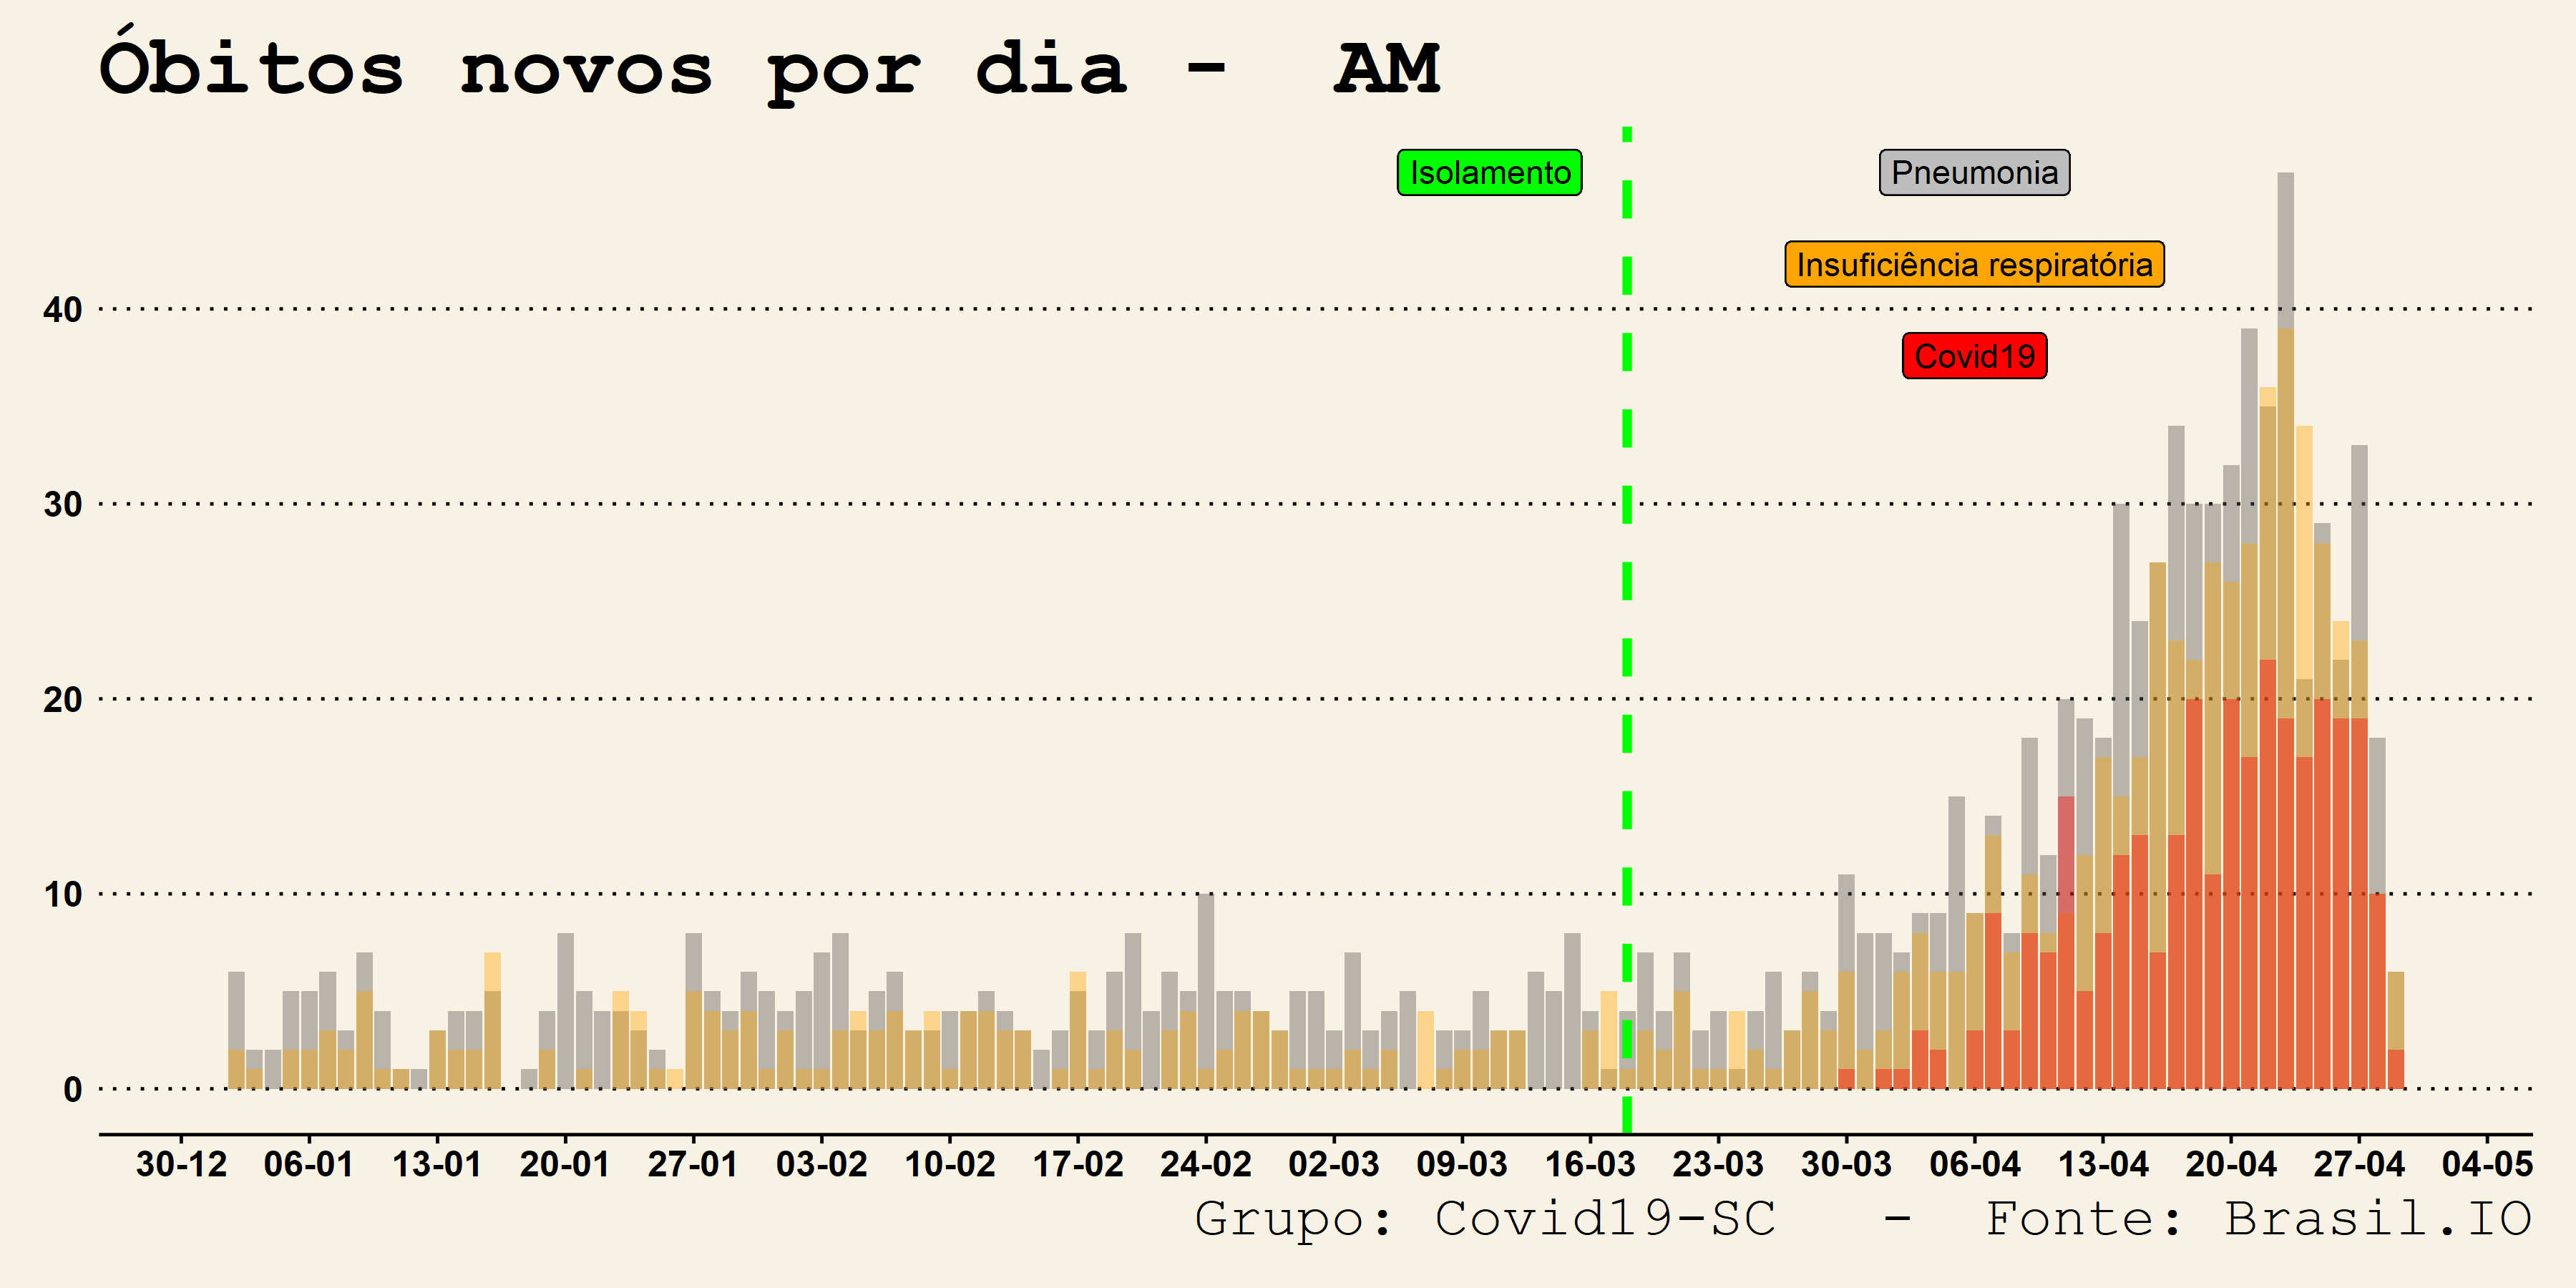 Óbitos novos por dia - AM
Isolamento
Pneumonia
Insuficiência respiratória
Covid19
40
30
20
10
0
30-12 06-01 13-01 20-01 27-01 03-02 10-02 17-02 24-02 02-03 09-03 16-03 23-03 30-03 06-04 13-04 20-04 27-04 04-05
Grupo: Covid19-SC - Fonte: Brasil.IO